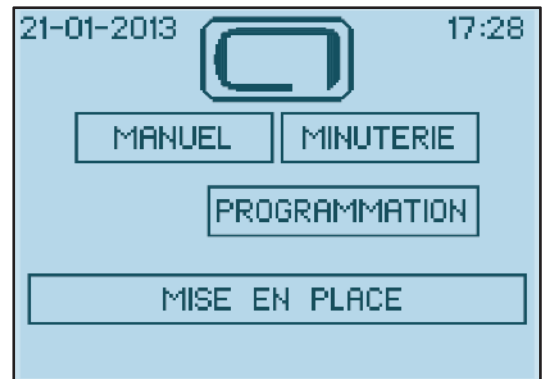 21-01-2013 17:28
MANUEL MINUTERIE
PROGRAMMATION
MISE EN PLACE